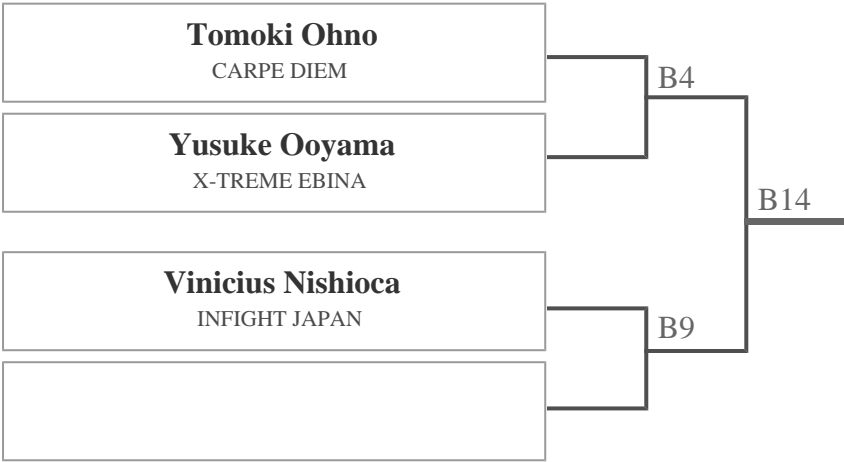 Tomoki Ohno
CARPE DIEM
B4
Yusuke Ooyama
X-TREME EBINA
B14
Vinicius Nishioca
INFIGHT JAPAN
B9